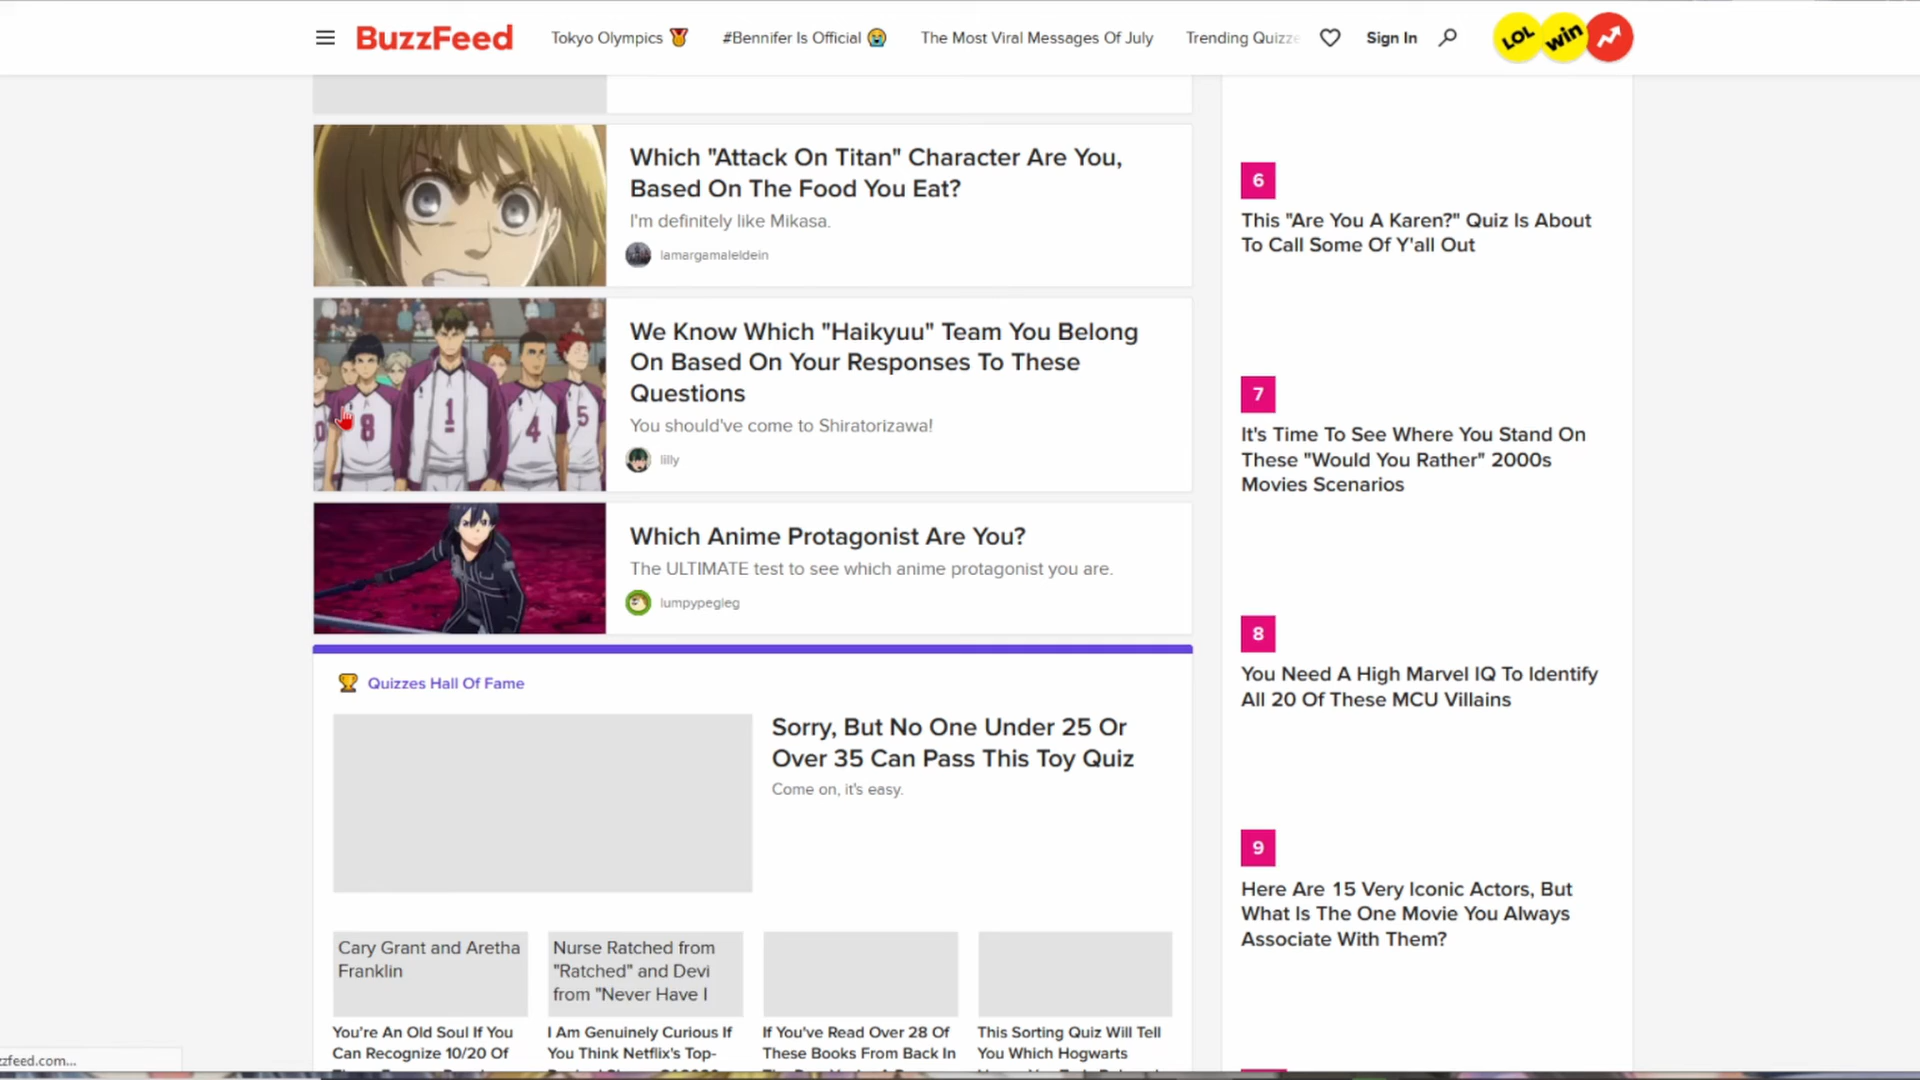 BuzzFeed
Tokyo Olympics
#Bennifer Is Official
The Most Viral Messages Of July
Trending Quizze
Sign In
LOL
win
Which "Attack On Titan" Character Are You,
Based On The Food You Eat?
I'm definitely like Mikasa.
lamargamaleldein
8
1
4
5
We Know Which "Haikyuu" Team You Belong
On Based On Your Responses To These
Questions
You should've come to Shiratorizawa!
lilly
Which Anime Protagonist Are You?
The ULTIMATE test to see which anime protagonist you are.
lumpypegleg
Quizzes Hall Of Fame
Sorry, But No One Under 25 Or
Over 35 Can Pass This Toy Quiz
Come on, it's easy.
Cary Grant and Aretha
Franklin
Nurse Ratched from
"Ratched" and Devi
from "Never Have I
You're An Old Soul If You
Can Recognize 10/20 Of
I Am Genuinely Curious If
You Think Netflix's Top-
If You've Read Over 28 Of
These Books From Back In
This Sorting Quiz Will Tell
You Which Hogwarts
6
This "Are You A Karen?" Quiz Is About
To Call Some Of Y'all Out
7
It's Time To See Where You Stand On
These "Would You Rather" 2000s
Movies Scenarios
8
You Need A High Marvel IQ To Identify
All 20 Of These MCU Villains
9
Here Are 15 Very Iconic Actors, But
What Is The One Movie You Always
Associate With Them?
zfeed.com...